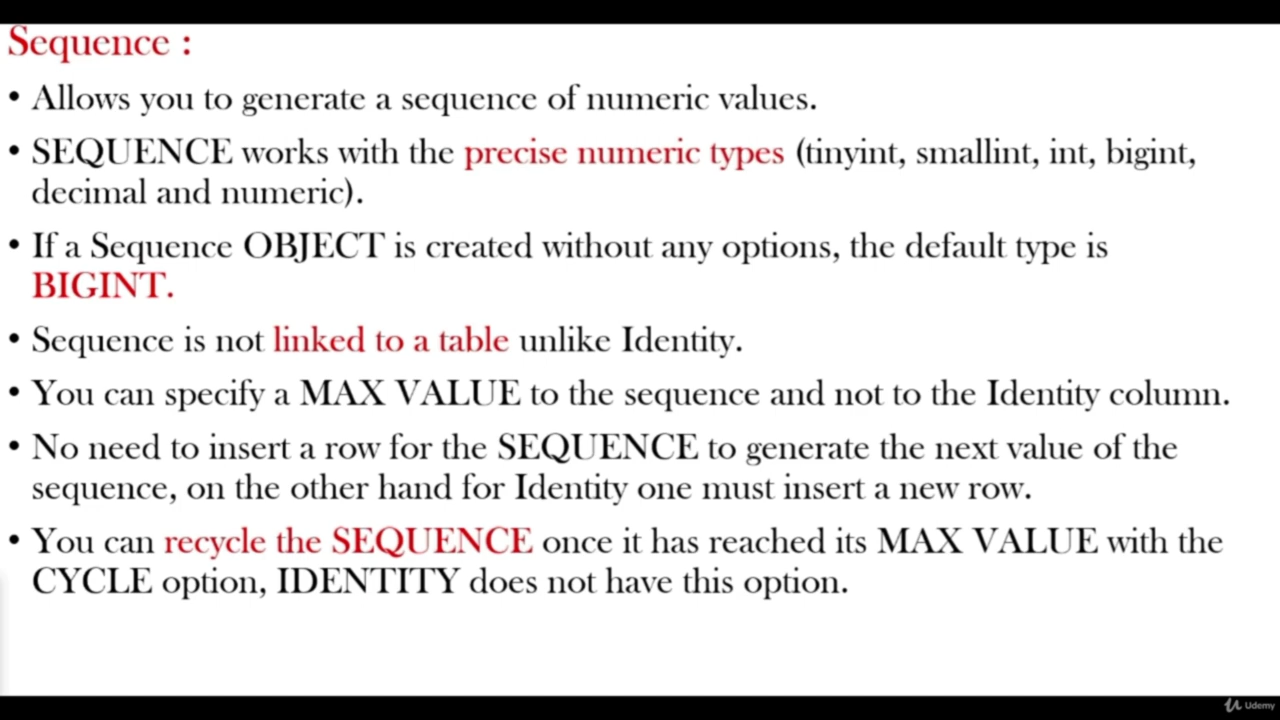 Sequence :
• Allows you to generate a sequence of numeric values.
• SEQUENCE works with the precise numeric types (tinyint, smallint, int, bigint,
decimal and numeric).
• If a Sequence OBJECT is created without any options, the default type is
BIGINT.
• Sequence is not linked to a table unlike Identity.
• You can specify a MAX VALUE to the sequence and not to the Identity column.
• No need to insert a row for the SEQUENCE to generate the next value of the
sequence, on the other hand for Identity one must insert a new row.
• You can recycle the SEQUENCE once it has reached its MAX VALUE with the
CYCLE option, IDENTITY does not have this option.
Udemy